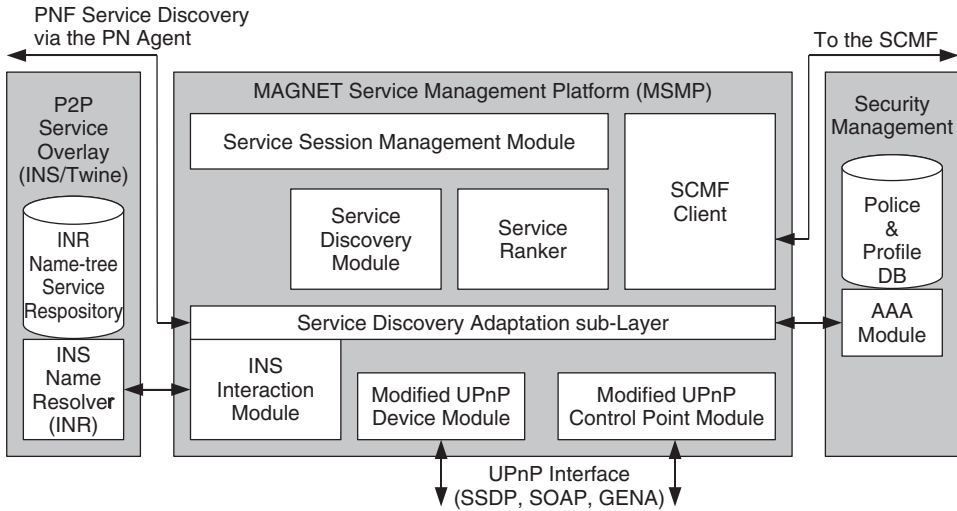 PNF Service Discovery
via the PN Agent
To the SCMF
P2P
Service
Overlay
(INS/Twine)
INR
Name-tree
Service
Respository
INS
Name
Resolver
(INR)
MAGNET Service Management Platform (MSMP)
Service Session Management Module
SCMF
Client
Service
Discovery
Module
Service
Ranker
Service Discovery Adaptation sub-Layer
INS
Interaction
Module
Modified UPnP
Device Module
Modified UPnP
Control Point Module
UPnP Interface
(SSDP, SOAP, GENA)
Security
Management
Police
&
Profile
DB
AAA
Module